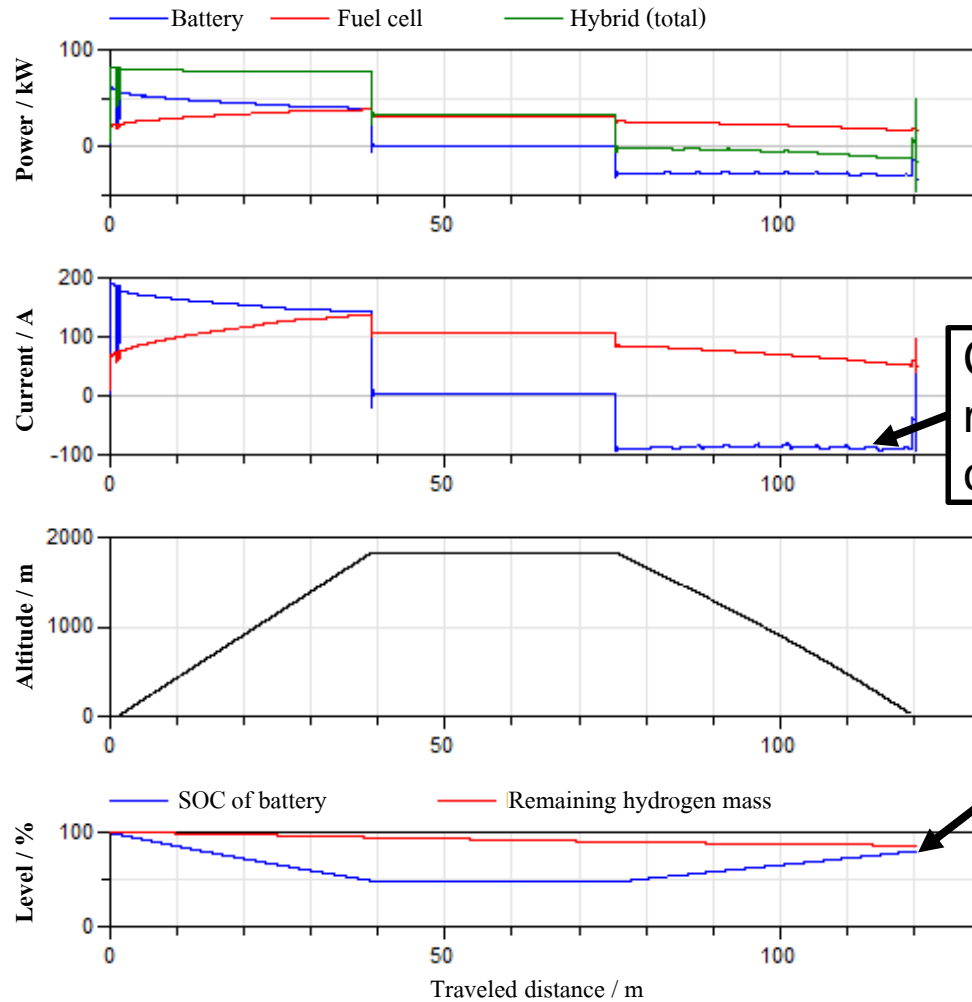 Battery Fuel cell Hybrid (total)
Power / kW
100
0
0 50 100
Current / A
200
100
0
-100
0 50 100
Altitude / m
2000
1000
0
0 50 100
SOC of battery Remaining hydrogen mass
Level / %
100
0
0 50 100
Traveled distance / m